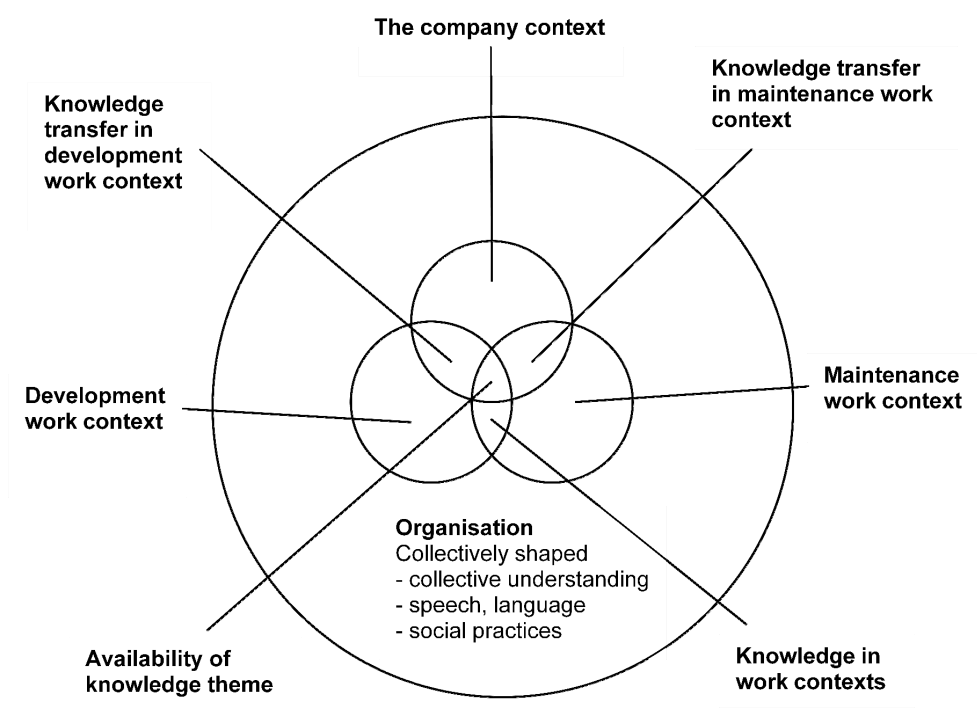 The company context
Knowledge transfer
in maintenance work
context
Knowledge
transfer in
development
work context
Development
work context
Maintenance
work context
Organisation
Collectively shaped
- collective understanding
- speech, language
- social practices
Availability of
knowledge theme
Knowledge in
work contexts